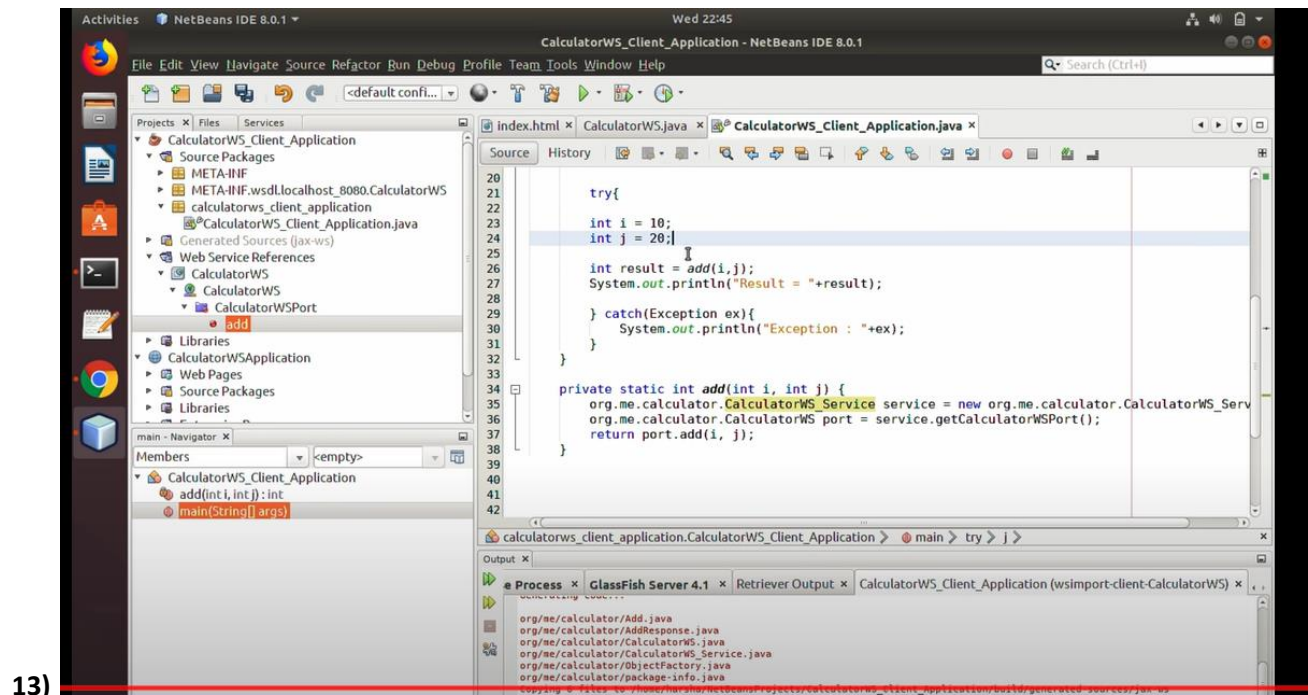 Activities NetBeans IDE 8.0.1 Wed 22:45
CalculatorWS_Client_Application - NetBeans IDE 8.0.1
File Edit View Navigate Source Refactor Run Debug Profile Team Tools Window Help
Search (Ctrl+I)
<default confi...
Projects Files Services
CalculatorWS_Client_Application
Source Packages
META-INF
META-INF.wsdl.localhost_8080.CalculatorWS
calculatorws_client_application
CalculatorWS_Client_Application.java
Generated Sources (jax-ws)
Web Service References
CalculatorWS
CalculatorWS
CalculatorWSPort
add
Libraries
CalculatorWSApplication
Web Pages
Source Packages
Libraries
main - Navigator
Members <empty>
CalculatorWS_Client_Application
add(int i, int j) : int
main(String[] args)
index.html CalculatorWS.java CalculatorWS_Client_Application.java
Source History
20
21 try{
22
23 int i = 10;
24 int j = 20;
25
26 int result = add(i,j);
27 System.out.println("Result = "+result);
28
29 } catch(Exception ex){
30 System.out.println("Exception : "+ex);
31 }
32 }
33
34 private static int add(int i, int j) {
35 org.me.calculator.CalculatorWS_Service service = new org.me.calculator.CalculatorWS_Serv
36 org.me.calculator.CalculatorWS port = service.getCalculatorWSPort();
37 return port.add(i, j);
38 }
39
40
41
42
calculatorws_client_application.CalculatorWS_Client_Application main try j
Output
e Process GlassFish Server 4.1 Retriever Output CalculatorWS_Client_Application (wsimport-client-CalculatorWS)
org/me/calculator/Add.java
org/me/calculator/AddResponse.java
org/me/calculator/CalculatorWS.java
org/me/calculator/CalculatorWS_Service.java
org/me/calculator/ObjectFactory.java
org/me/calculator/package-info.java
13)